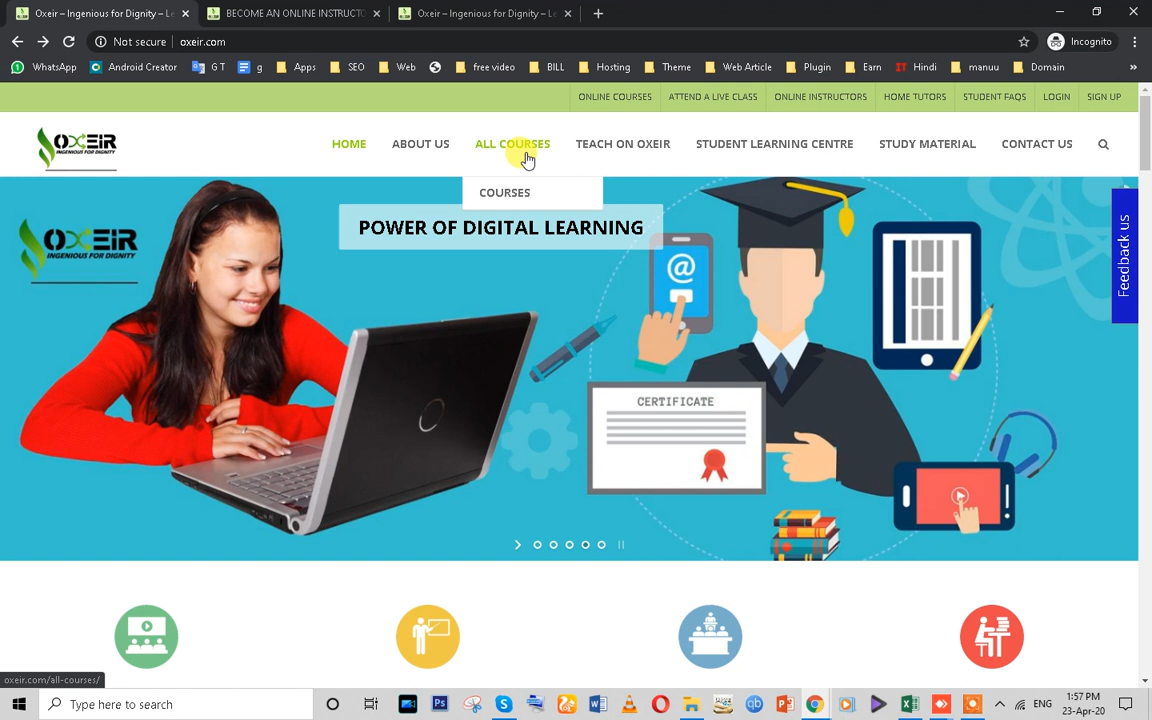 Oxeir – Ingenious for Dignity – Le
BECOME AN ONLINE INSTRUCTO
Oxeir – Ingenious for Dignity – Le
Not secure
oxeir.com
Incognito
WhatsApp
Android Creator
G T
g
Apps
SEO
Web
free video
BILL
Hosting
Theme
Web Article
Plugin
Earn
Hindi
manuu
Domain
ONLINE COURSES
ATTEND A LIVE CLASS
ONLINE INSTRUCTORS
HOME TUTORS
STUDENT FAQS
LOGIN
SIGN UP
OXEIR
INGENIOUS FOR DIGNITY
HOME
ABOUT US
ALL COURSES
TEACH ON OXEIR
STUDENT LEARNING CENTRE
STUDY MATERIAL
CONTACT US
COURSES
POWER OF DIGITAL LEARNING
OXEIR
INGENIOUS FOR DIGNITY
@
CERTIFICATE
Feedback us
oxeir.com/all-courses/
Type here to search
ENG
1:57 PM
23-Apr-20